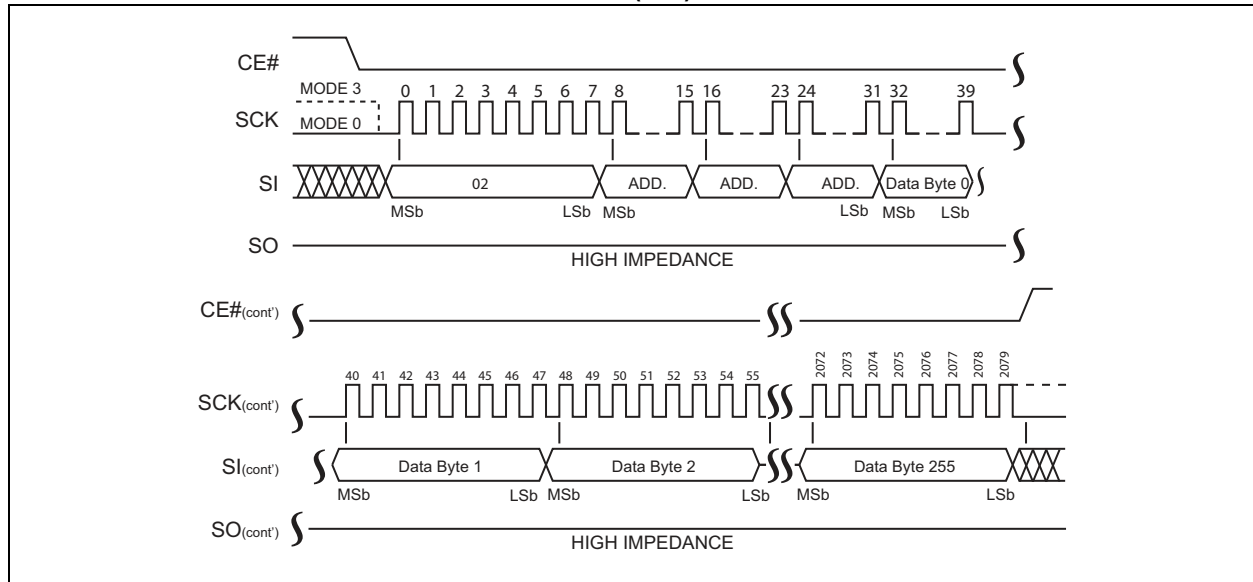 CE#
MODE 3
0 1 2 3 4 5 6 7 8 15 16 23 24 31 32 39
SCK
MODE 0
SI 02 ADD. ADD. ADD. Data Byte 0
MSb LSb MSb LSb MSb LSb
SO
HIGH IMPEDANCE
CE#(cont')
40 41 42 43 44 45 46 47 48 49 50 51 52 53 54 55 2072 2073 2074 2075 2076 2077 2078 2079
SCK(cont')
SI(cont') Data Byte 1 Data Byte 2 Data Byte 255
MSb LSb MSb LSb MSb LSb
SO(cont')
HIGH IMPEDANCE